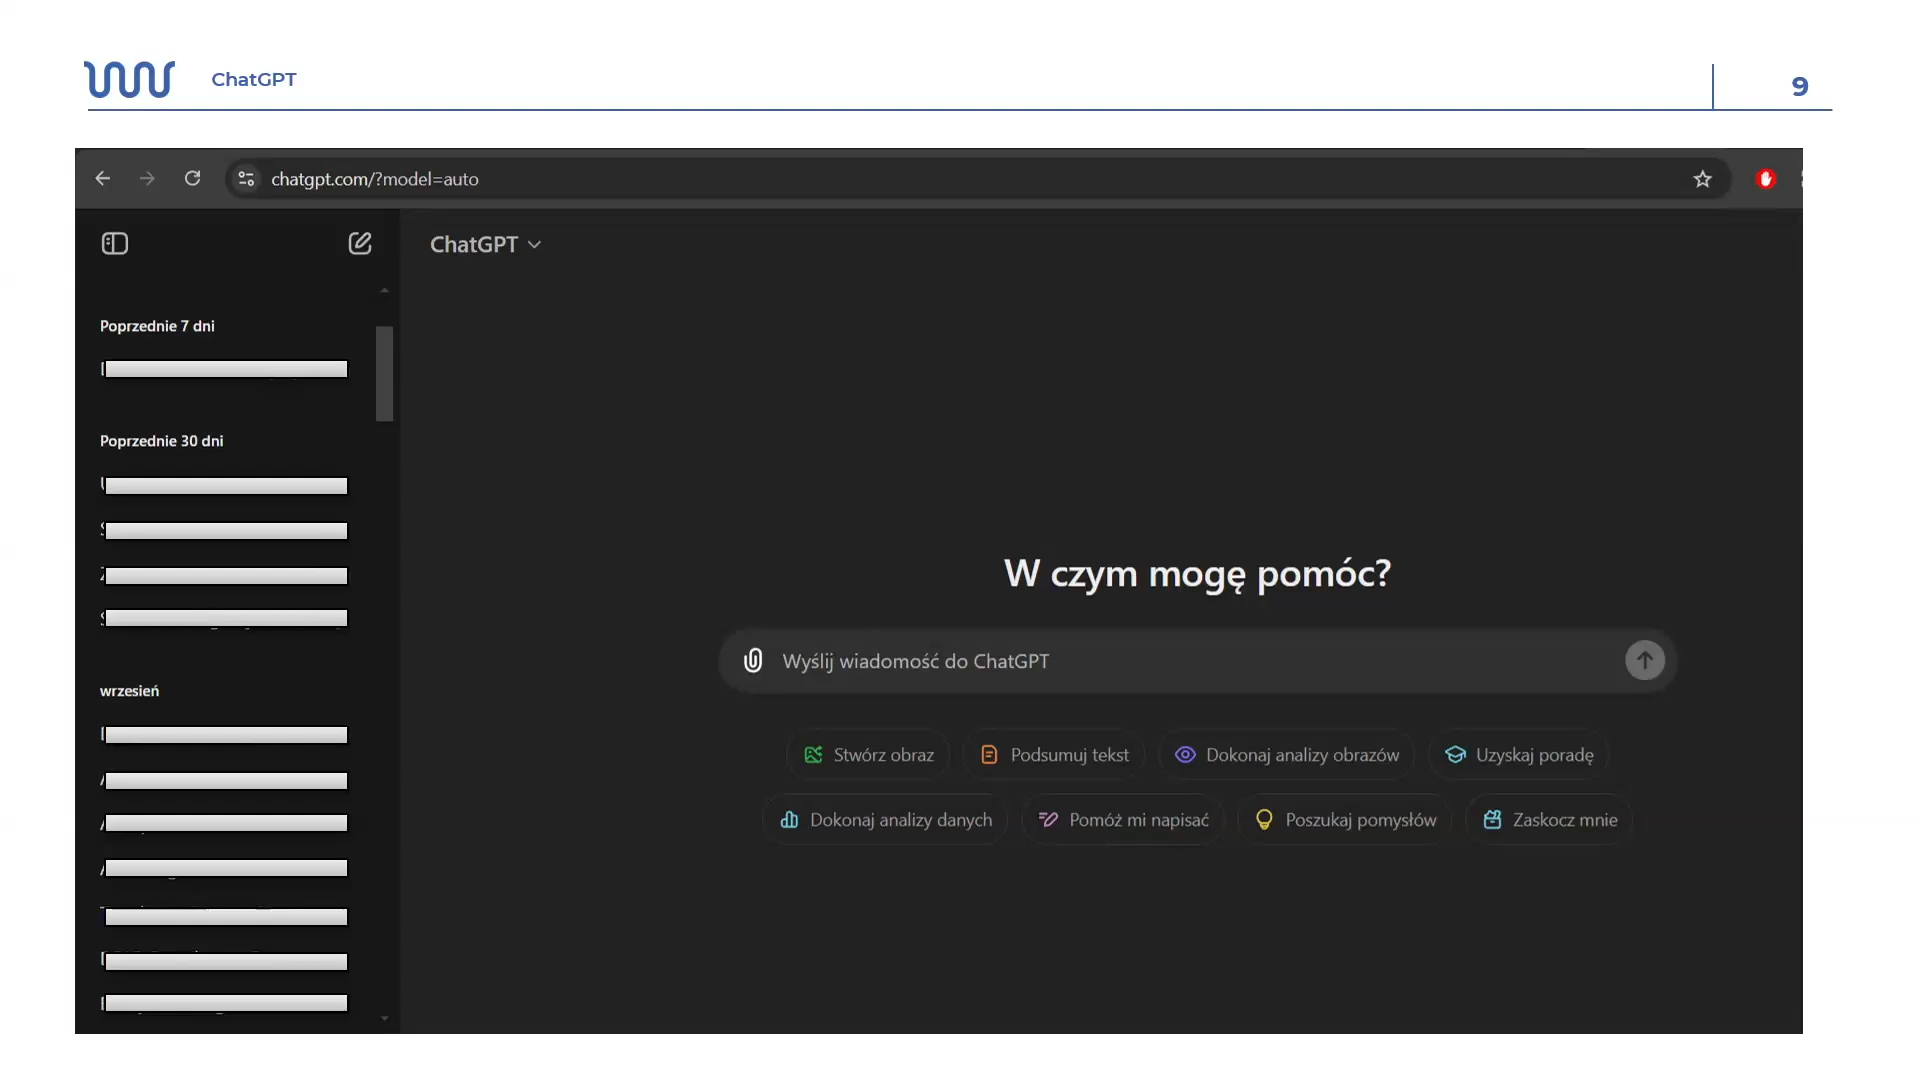 ChatGPT
9
chatgpt.com/?model=auto
ChatGPT
Poprzednie 7 dni
Poprzednie 30 dni
wrzesień
W czym mogę pomóc?
Wyślij wiadomość do ChatGPT
Stwórz obraz
Podsumuj tekst
Dokonaj analizy obrazów
Uzyskaj poradę
Dokonaj analizy danych
Pomóż mi napisać
Poszukaj pomysłów
Zaskocz mnie